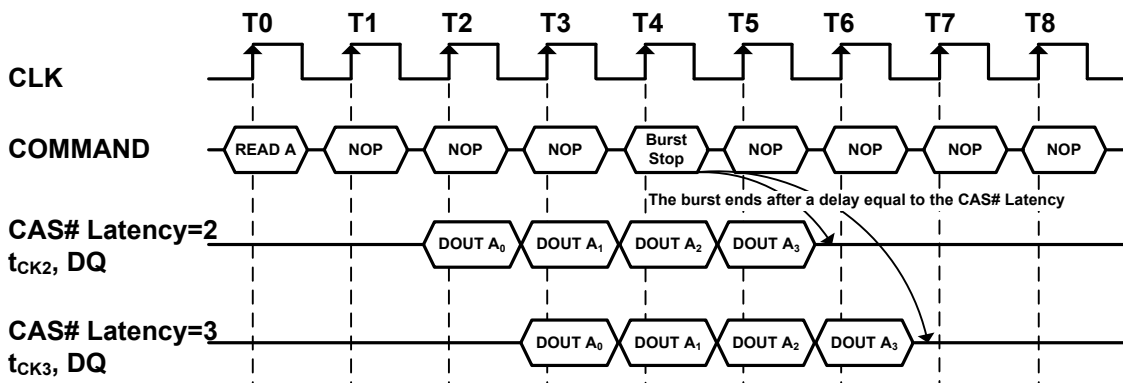 T0 T1 T2 T3 T4 T5 T6 T7 T8
CLK
COMMAND READ A NOP NOP NOP Burst Stop NOP NOP NOP NOP
The burst ends after a delay equal to the CAS# Latency
CAS# Latency=2
tCK2, DQ
DOUT A0 DOUT A1 DOUT A2 DOUT A3
CAS# Latency=3
tCK3, DQ
DOUT A0 DOUT A1 DOUT A2 DOUT A3